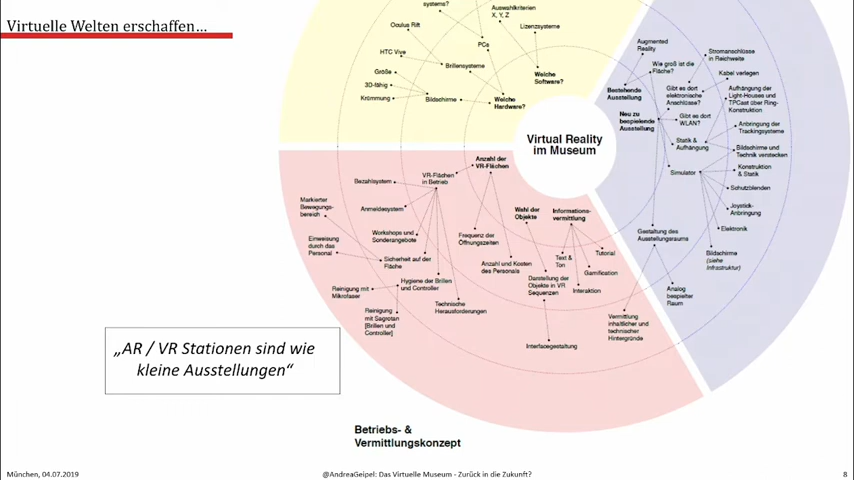 Virtuelle Welten erschaffen…
systems?
Auswahlkriterien
X, Y, Z
Oculus Rift
Lizenzsysteme
PCs
HTC Vive
Brillensysteme
Größe
3D-fähig
Krümmung
Bildschirme
Welche
Hardware?
Welche
Software?
Virtual Reality
im Museum
Augmented
Reality
Wie groß ist die
Fläche?
Stromanschlüsse
in Reichweite
Kabel verlegen
Bestehende
Ausstellung
Gibt es dort
elektronische
Anschlüsse?
Aufhängung der
Light-Houses und
TPCast über Ring-
Konstruktion
Neu zu
bespielende
Ausstellung
Gibt es dort
WLAN?
Anbringung der
Trackingsysteme
Statik &
Aufhängung
Bildschirme und
Technik verstecken
Simulator
Konstruktion
& Statik
Schutzblenden
Joystick-
Anbringung
Elektronik
Gestaltung des
Ausstellungsraums
Bildschirme
(siehe
Infrastruktur)
Analog
bespielter
Raum
Vermittlung
inhaltlicher und
technischer
Hintergründe
Anzahl der
VR-Flächen
VR-Flächen
in Betrieb
Bezahlsystem
Markierter
Bewegungs-
bereich
Anmeldesystem
Wahl der
Objekte
Informations-
vermittlung
Workshops und
Sonderangebote
Frequenz der
Öffnungszeiten
Einweisung
durch das
Personal
Sicherheit auf der
Fläche
Anzahl und Kosten
des Personals
Text &
Ton
Tutorial
Gamification
Darstellung der
Objekte in VR
Sequenzen
Interaktion
Hygiene der Brillen
und Controller
Reinigung mit
Mikrofaser
Reinigung
mit Sagrotan
[Brillen und
Controller]
Technische
Herausforderungen
Interfacegestaltung
„AR / VR Stationen sind wie
kleine Ausstellungen“
Betriebs- &
Vermittlungskonzept
München, 04.07.2019
@AndreaGeipel: Das Virtuelle Museum - Zurück in die Zukunft?
8